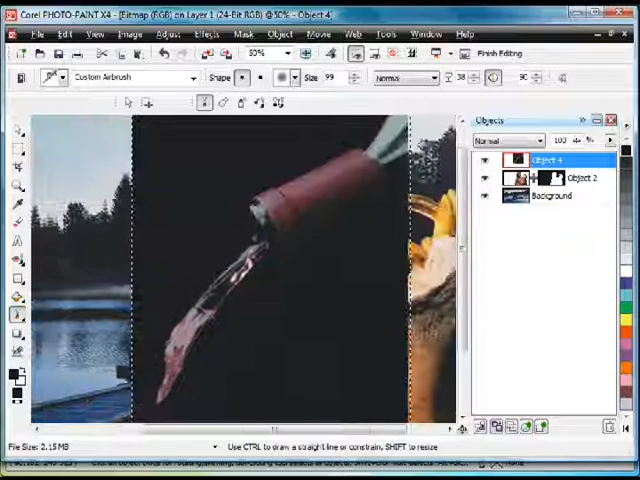 Corel PHOTO-PAINT X4 - [Bitmap (RGB) on Layer 1 (24-Bit RGB) @50% - Object 4]
File Edit View Image Adjust Effects Mask Object Movie Web Tools Window Help
50% Finish Editing
Custom Airbrush Shape Size 99 Normal 38 90
Objects
Normal 100 %
Object 4
Object 2
Background
File Size: 2.15 MB Use CTRL to draw a straight line or constrain, SHIFT to resize